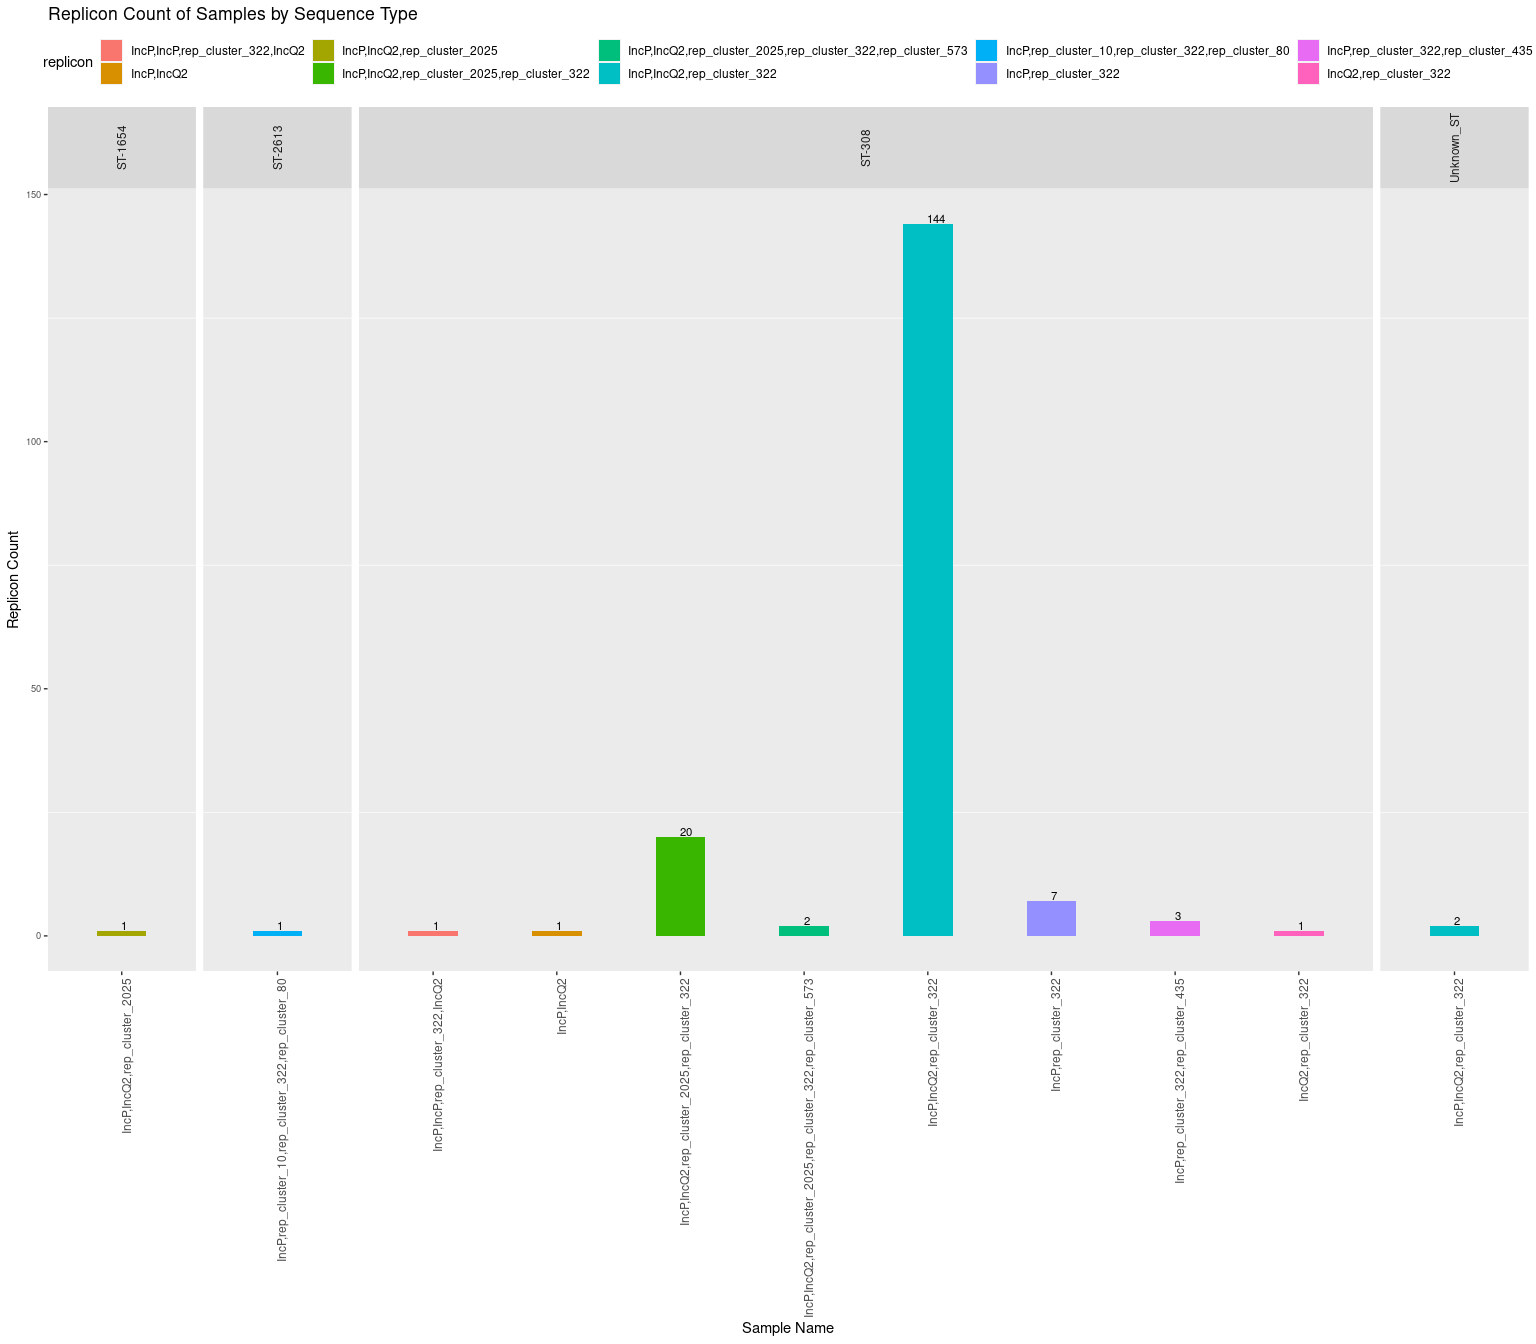 Replicon Count of Samples by Sequence Type
replicon
IncP,IncP,rep_cluster_322,IncQ2
IncP,IncQ2
IncP,IncQ2,rep_cluster_2025
IncP,IncQ2,rep_cluster_2025,rep_cluster_322
IncP,IncQ2,rep_cluster_2025,rep_cluster_322,rep_cluster_573
IncP,IncQ2,rep_cluster_322
IncP,rep_cluster_10,rep_cluster_322,rep_cluster_80
IncP,rep_cluster_322
IncP,rep_cluster_322,rep_cluster_435
IncQ2,rep_cluster_322
ST-1654
ST-2613
ST-308
Unknown_ST
150
100
50
0
Replicon Count
1
1
1
1
20
2
144
7
3
1
2
IncP,IncQ2,rep_cluster_2025
IncP,rep_cluster_10,rep_cluster_322,rep_cluster_80
IncP,IncP,rep_cluster_322,IncQ2
IncP,IncQ2
IncP,IncQ2,rep_cluster_2025,rep_cluster_322
IncP,IncQ2,rep_cluster_2025,rep_cluster_322,rep_cluster_573
IncP,IncQ2,rep_cluster_322
IncP,rep_cluster_322
IncP,rep_cluster_322,rep_cluster_435
IncQ2,rep_cluster_322
IncP,IncQ2,rep_cluster_322
Sample Name